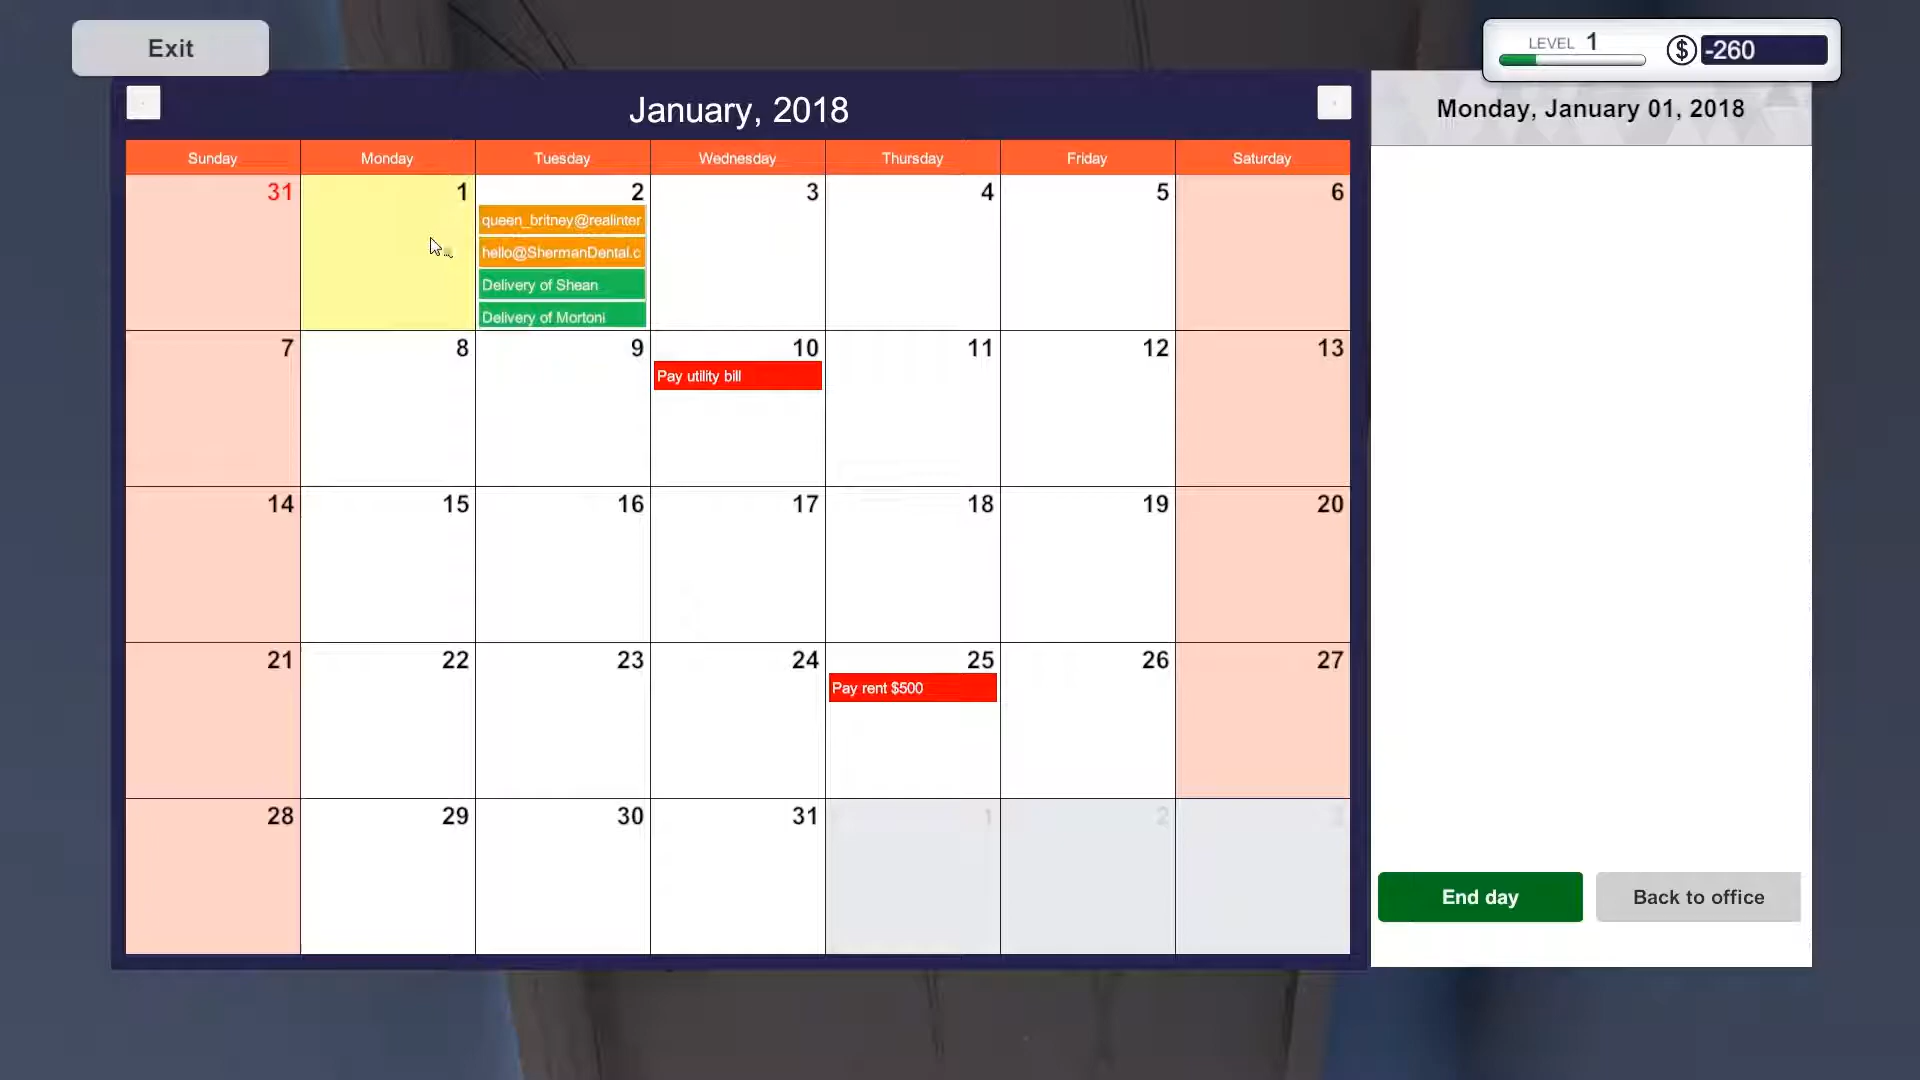 Exit
LEVEL 1
$ -260
January, 2018
Monday, January 01, 2018
Sunday Monday Tuesday Wednesday Thursday Friday Saturday
31 1 2 3 4 5 6
queen_britney@realinter
hello@ShermanDental.c
Delivery of Shean
Delivery of Mortoni
7 8 9 10 11 12 13
Pay utility bill
14 15 16 17 18 19 20
21 22 23 24 25 26 27
Pay rent $500
28 29 30 31 1 2 3
End day
Back to office